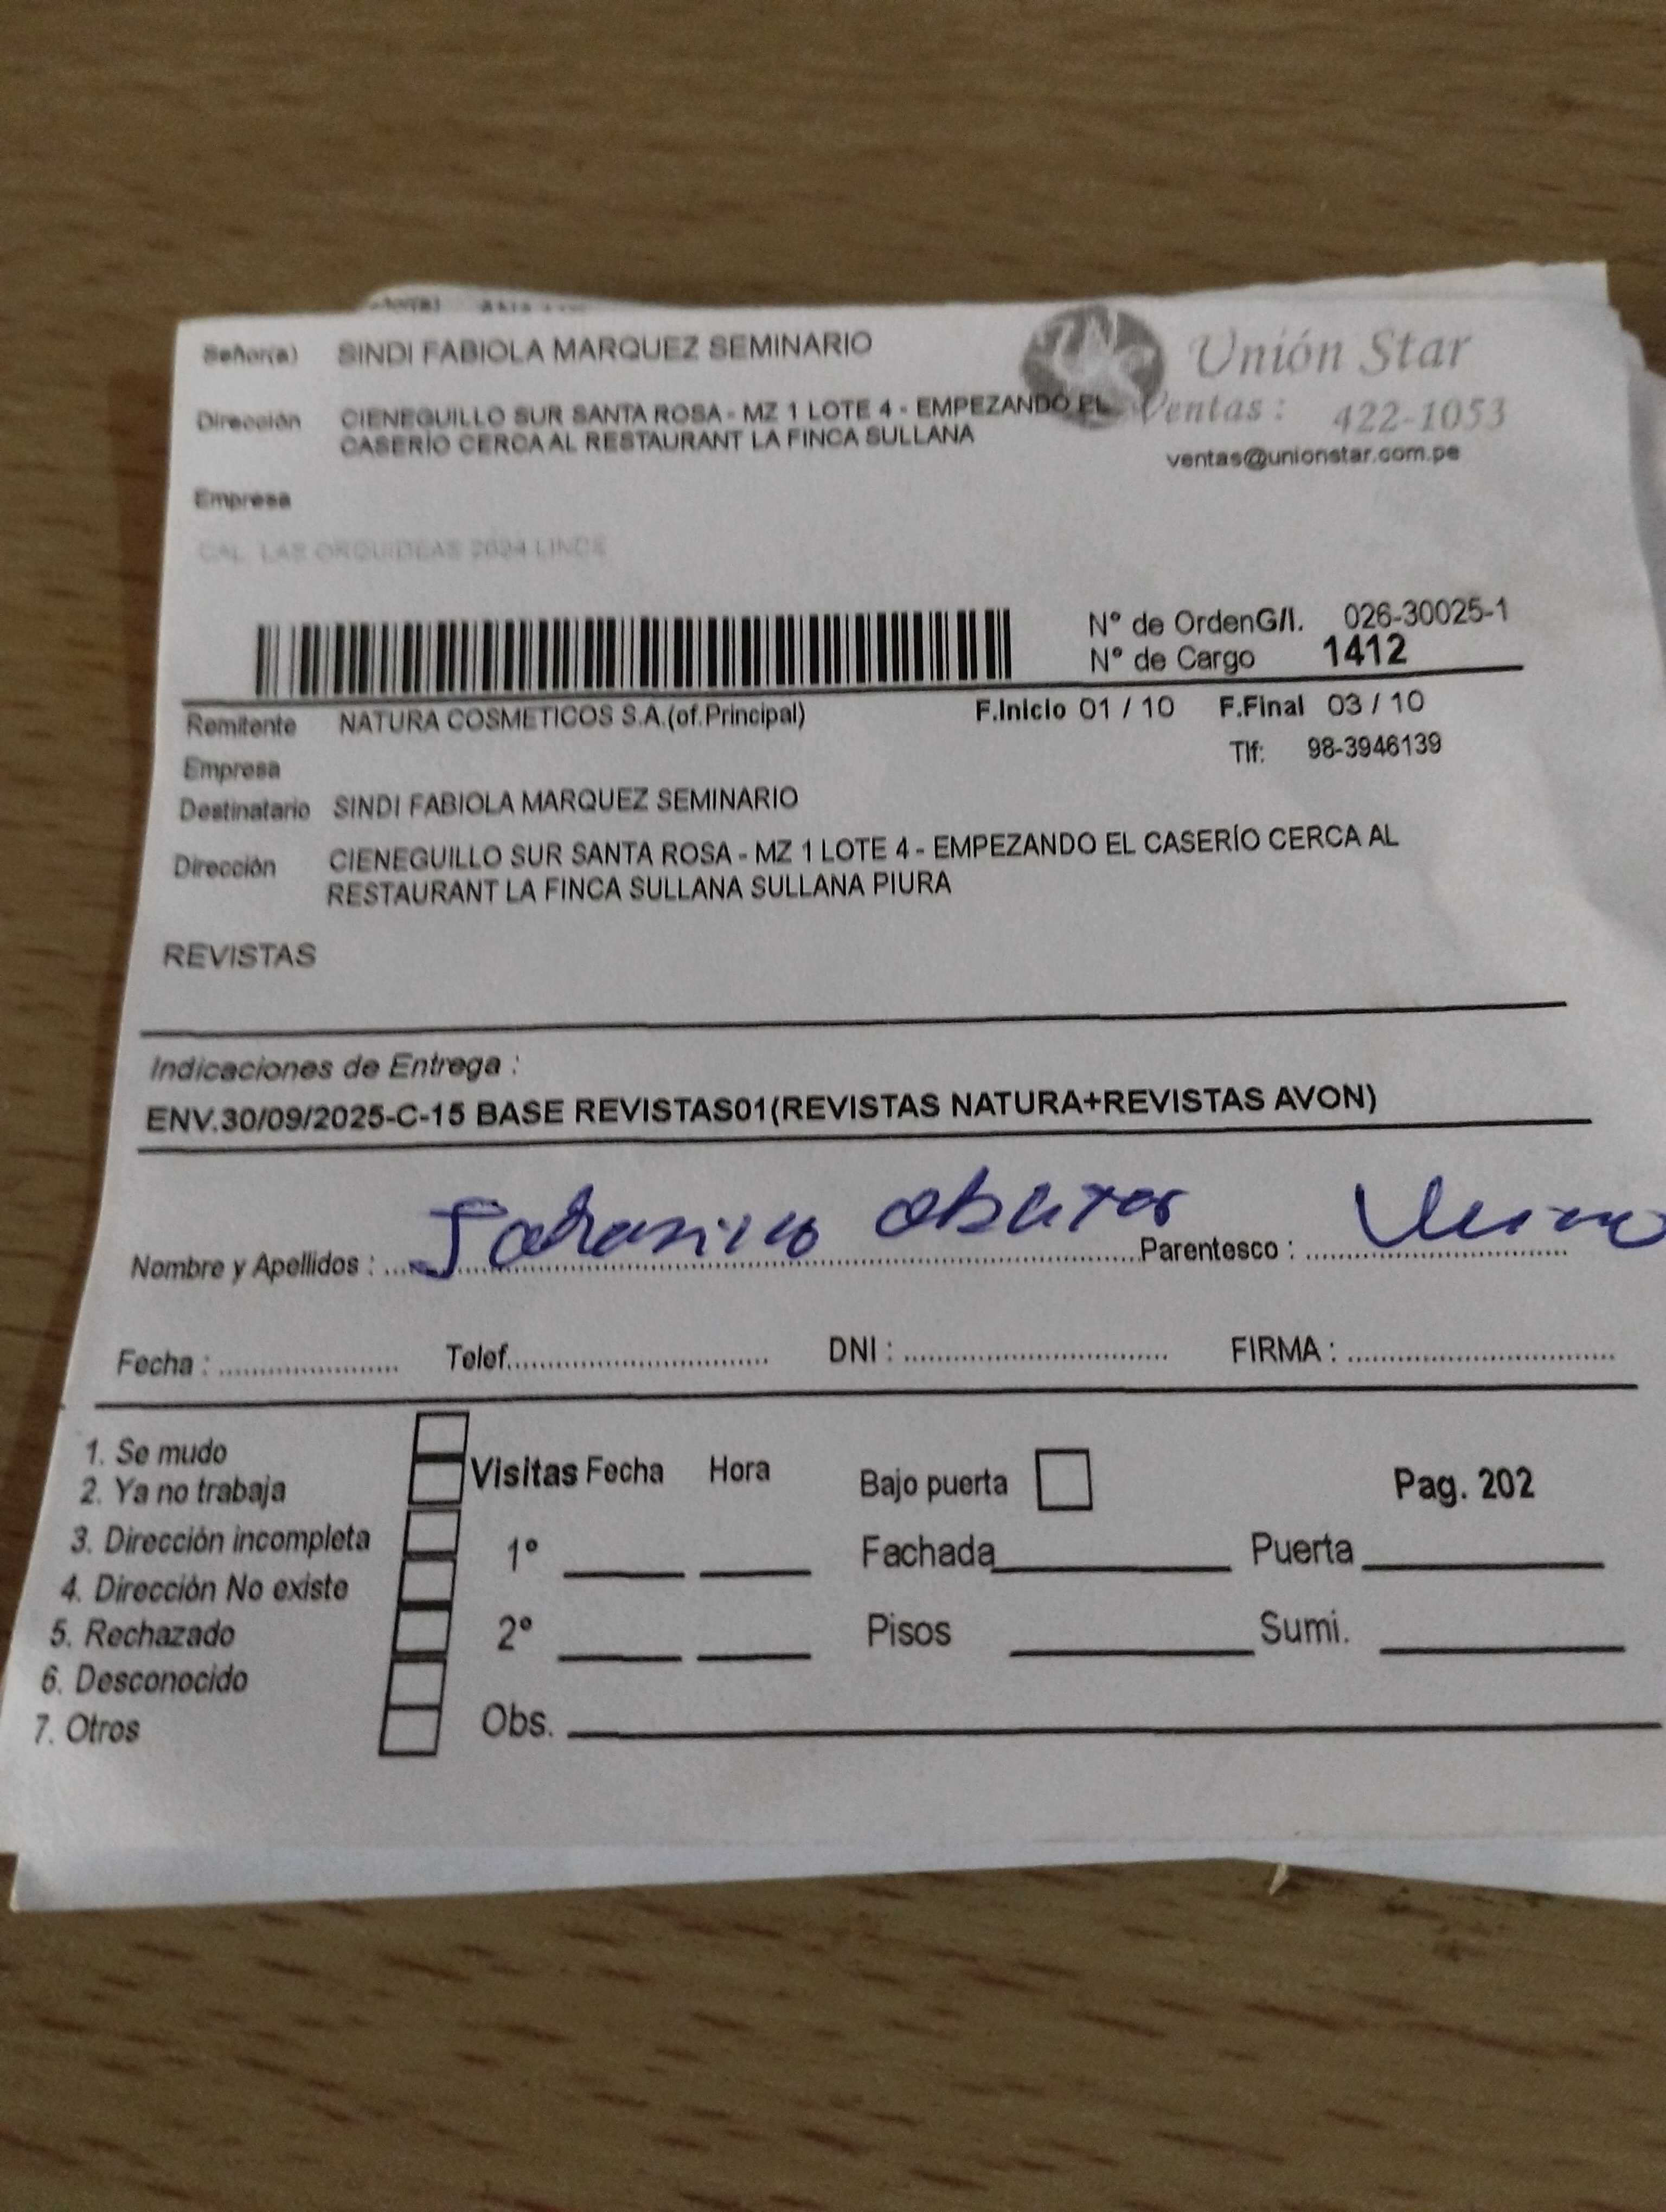 Señor(a) SINDI FABIOLA MARQUEZ SEMINARIO
Unión Star
Dirección CIENEGUILLO SUR SANTA ROSA - MZ 1 LOTE 4 - EMPEZANDO EL
CASERÍO CERCA AL RESTAURANT LA FINCA SULLANA
Ventas : 422-1053
ventas@unionstar.com.pe
Empresa
CAL. LAS ORQUIDEAS 2634 LINCE
N° de OrdenG/I. 026-30025-1
N° de Cargo 1412
Remitente NATURA COSMETICOS S.A.(of.Principal) F.Inicio 01 / 10 F.Final 03 / 10
Empresa Tlf: 98-3946139
Destinatario SINDI FABIOLA MARQUEZ SEMINARIO
Dirección CIENEGUILLO SUR SANTA ROSA - MZ 1 LOTE 4 - EMPEZANDO EL CASERÍO CERCA AL
RESTAURANT LA FINCA SULLANA SULLANA PIURA
REVISTAS
Indicaciones de Entrega :
ENV.30/09/2025-C-15 BASE REVISTAS01(REVISTAS NATURA+REVISTAS AVON)
Nombre y Apellidos : Parentesco :
Fecha : Telef. DNI : FIRMA :
1. Se mudo
2. Ya no trabaja
3. Dirección incompleta
4. Dirección No existe
5. Rechazado
6. Desconocido
7. Otros
Visitas Fecha Hora
1°
2°
Obs.
Bajo puerta Pag. 202
Fachada Puerta
Pisos Sumi.